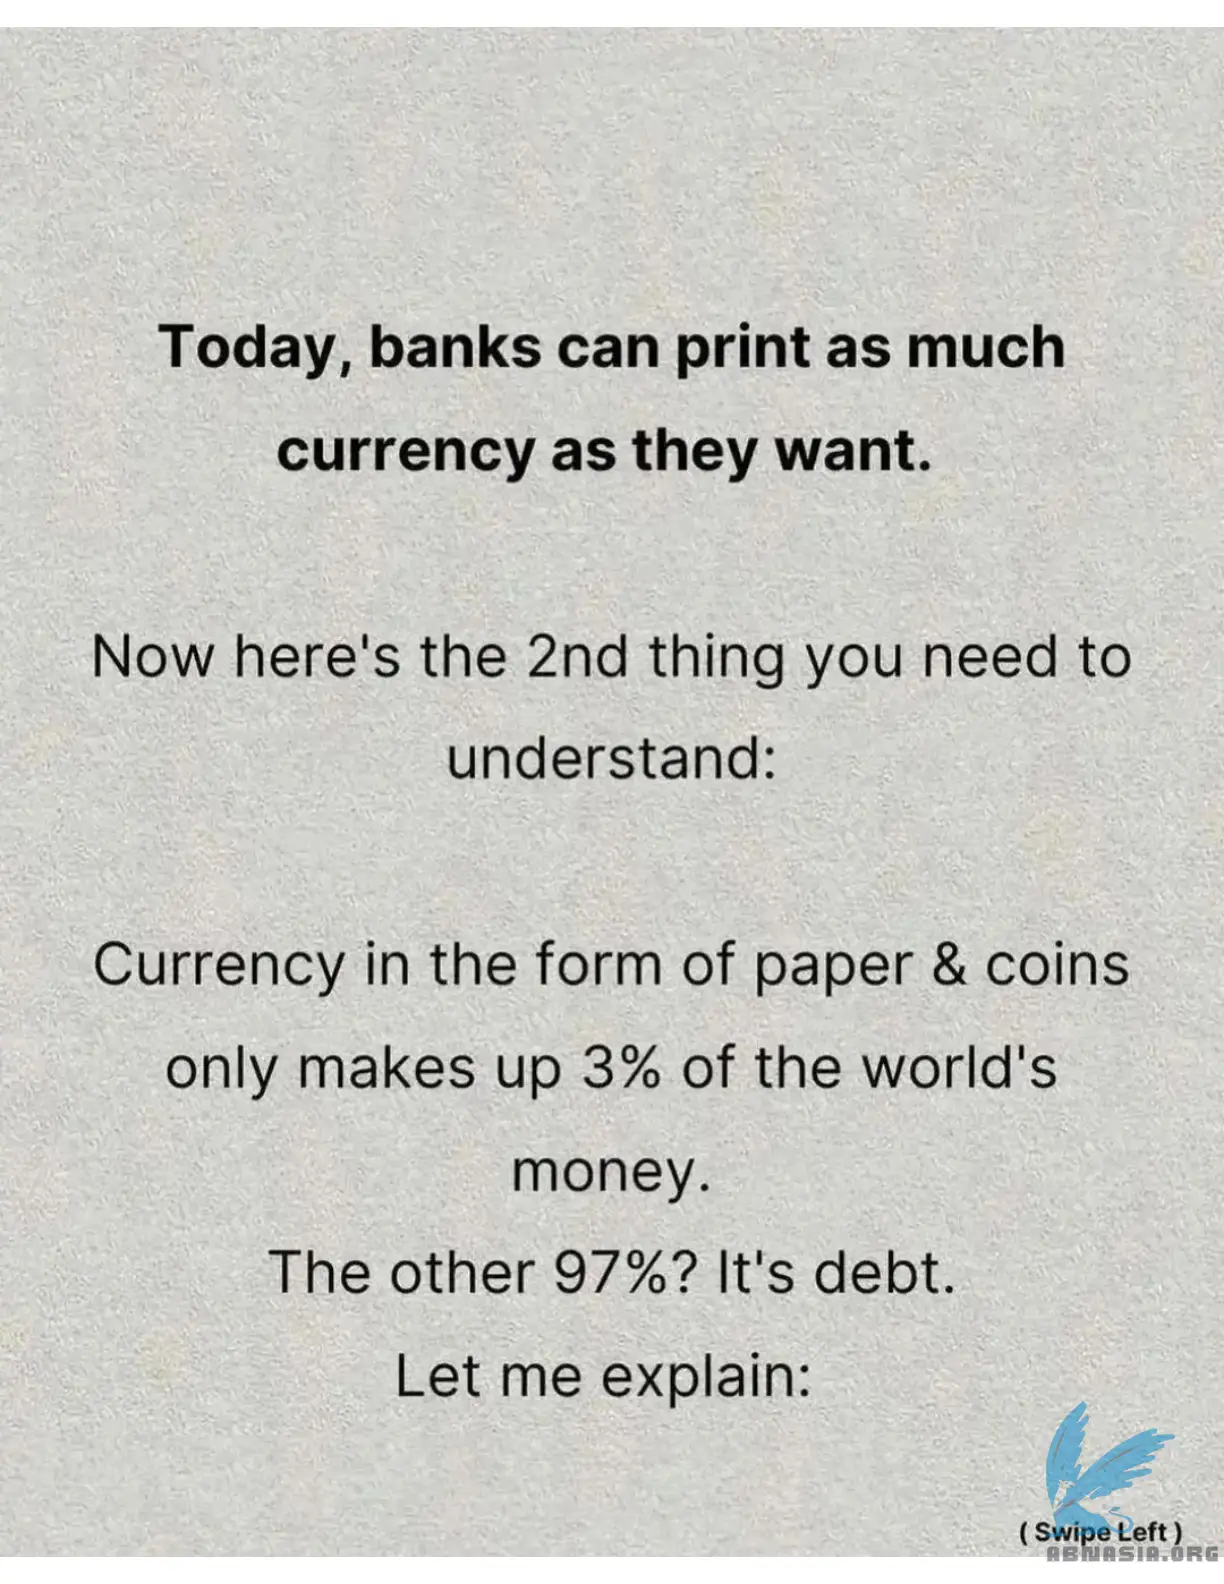 Today, banks can print as much
currency as they want.
Now here's the 2nd thing you need to
understand:
Currency in the form of paper & coins
only makes up 3% of the world's
money.
The other 97%? It's debt.
Let me explain:
( Swipe Left )
ABNASIA.ORG